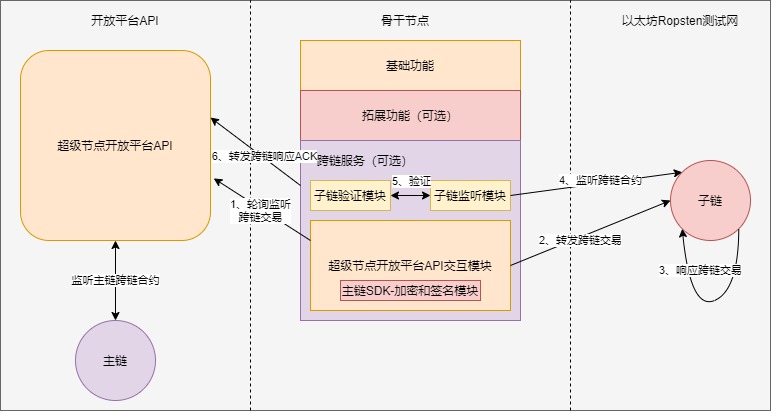 开放平台API
骨干节点
以太坊Ropsten测试网
基础功能
拓展功能（可选）
超级节点开放平台API
6、转发跨链响应ACK
跨链服务（可选）
5、验证
4、监听跨链合约
子链验证模块
子链监听模块
子链
1、轮询监听
跨链交易
2、转发跨链交易
超级节点开放平台API交互模块
3、响应跨链交易
监听主链跨链合约
主链SDK-加密和签名模块
主链